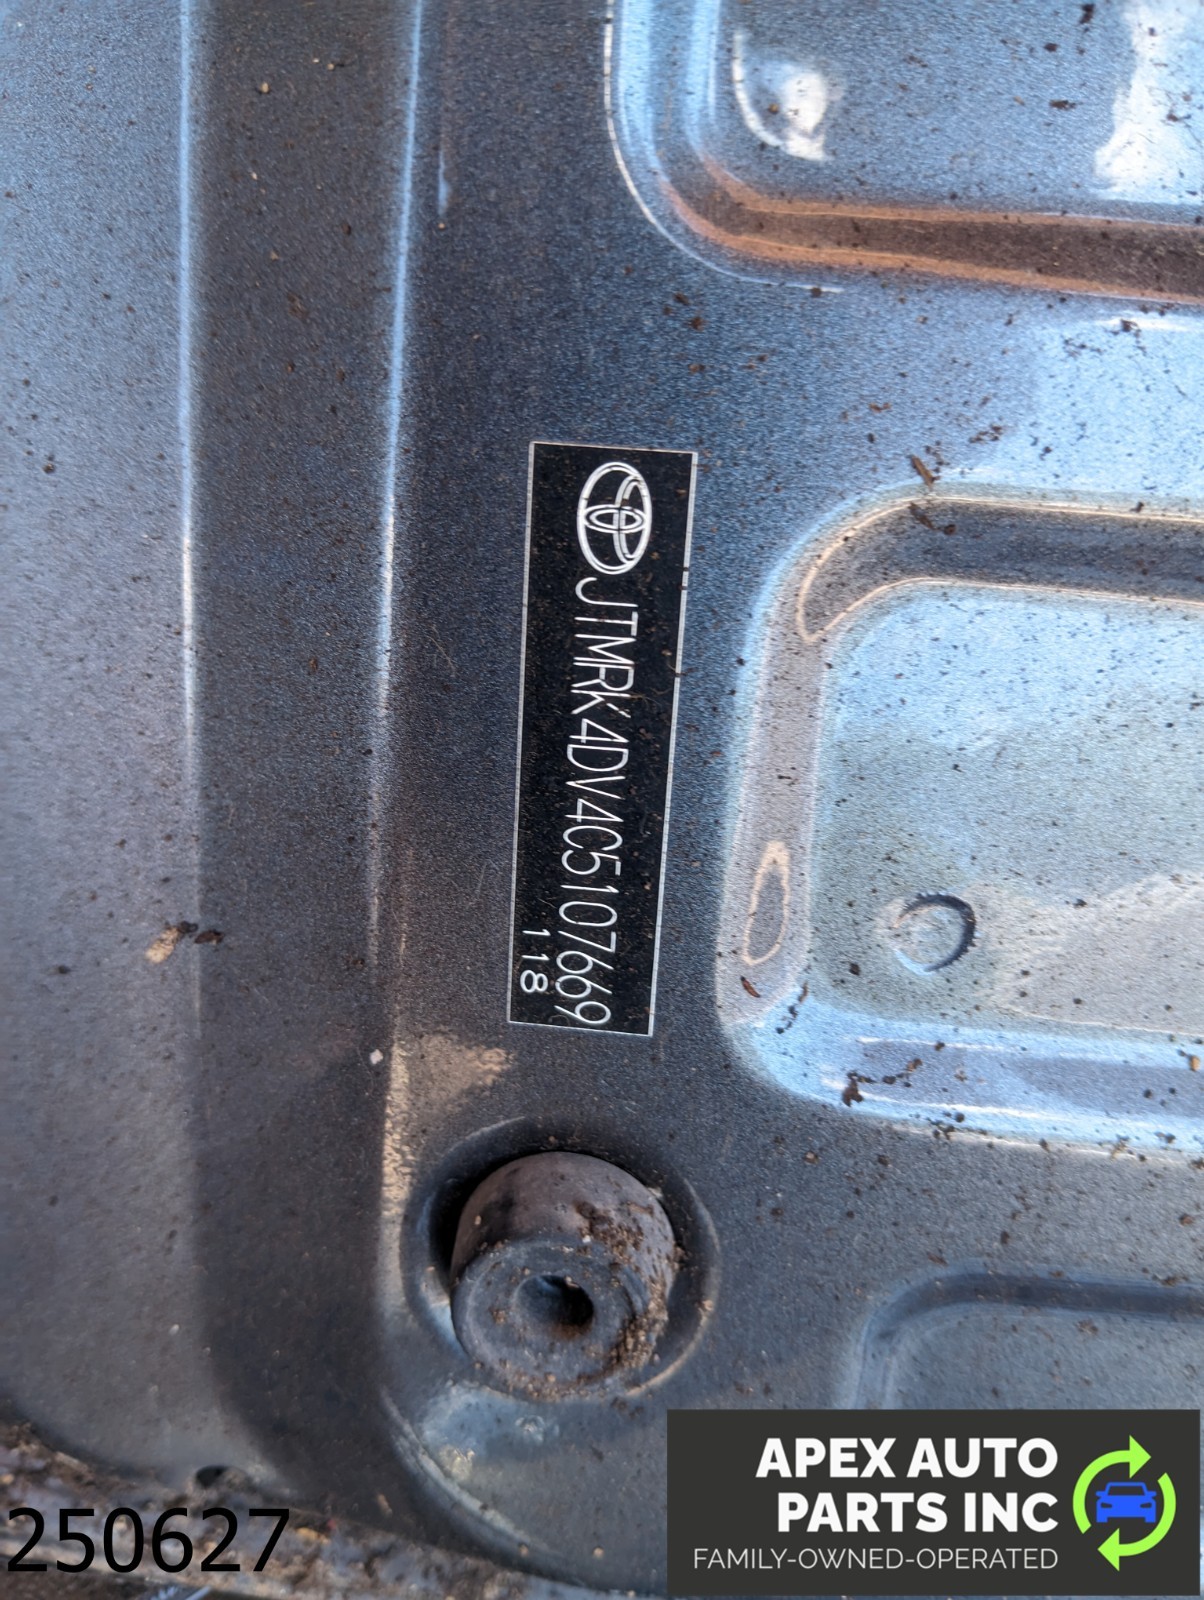 JTMRK4DV4C5107669
118
250627
APEX AUTO
PARTS INC
FAMILY-OWNED-OPERATED